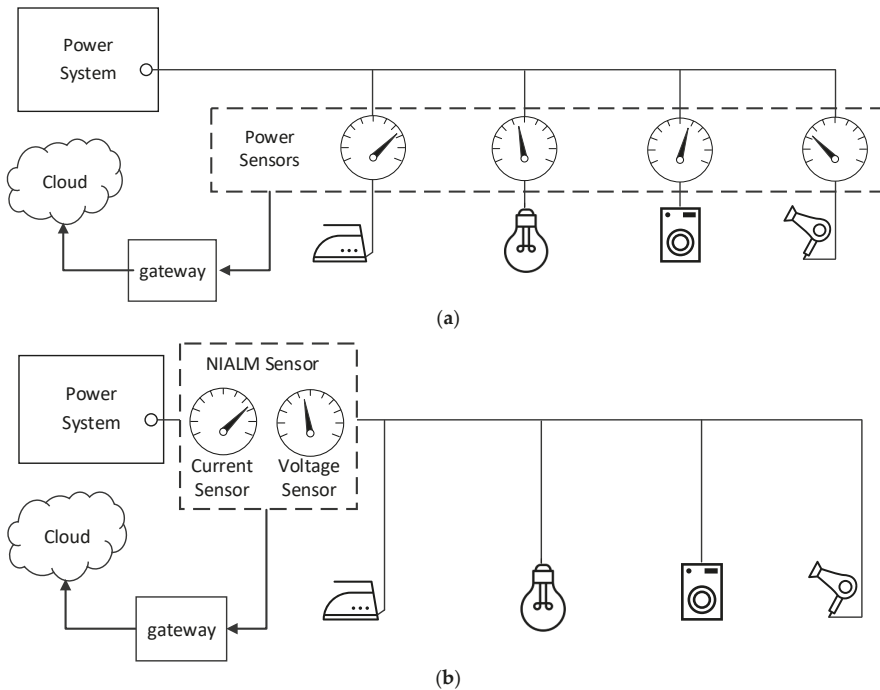 Power
System
Power
Sensors
Cloud
gateway
(a)
NIALM Sensor
Power
System
Current
Sensor
Voltage
Sensor
Cloud
gateway
(b)